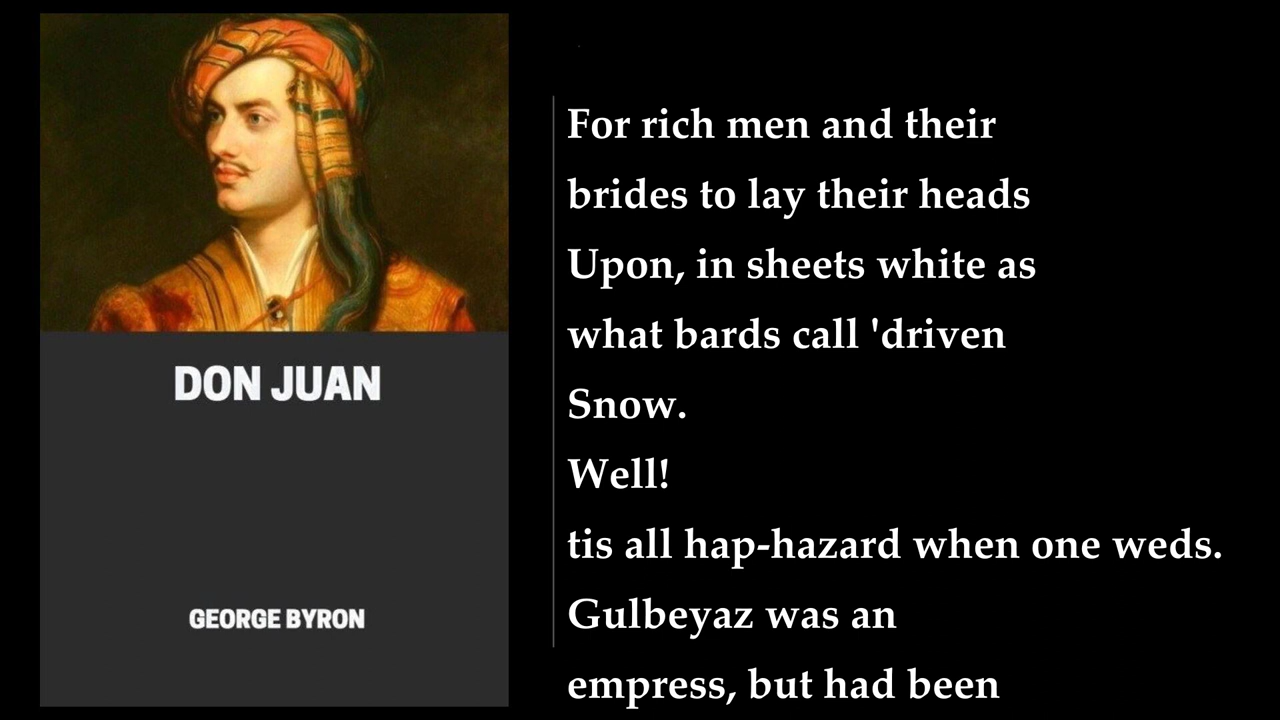 DON JUAN
GEORGE BYRON
For rich men and their
brides to lay their heads
Upon, in sheets white as
what bards call 'driven
Snow.
Well!
tis all hap-hazard when one weds.
Gulbeyaz was an
empress, but had been